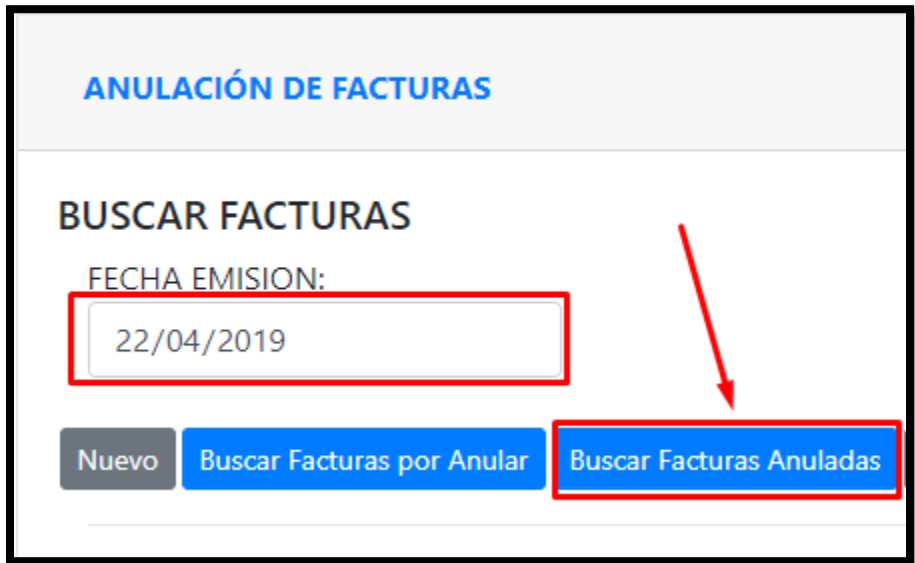 ANULACIÓN DE FACTURAS
BUSCAR FACTURAS
FECHA EMISION:
22/04/2019
Nuevo Buscar Facturas por Anular Buscar Facturas Anuladas